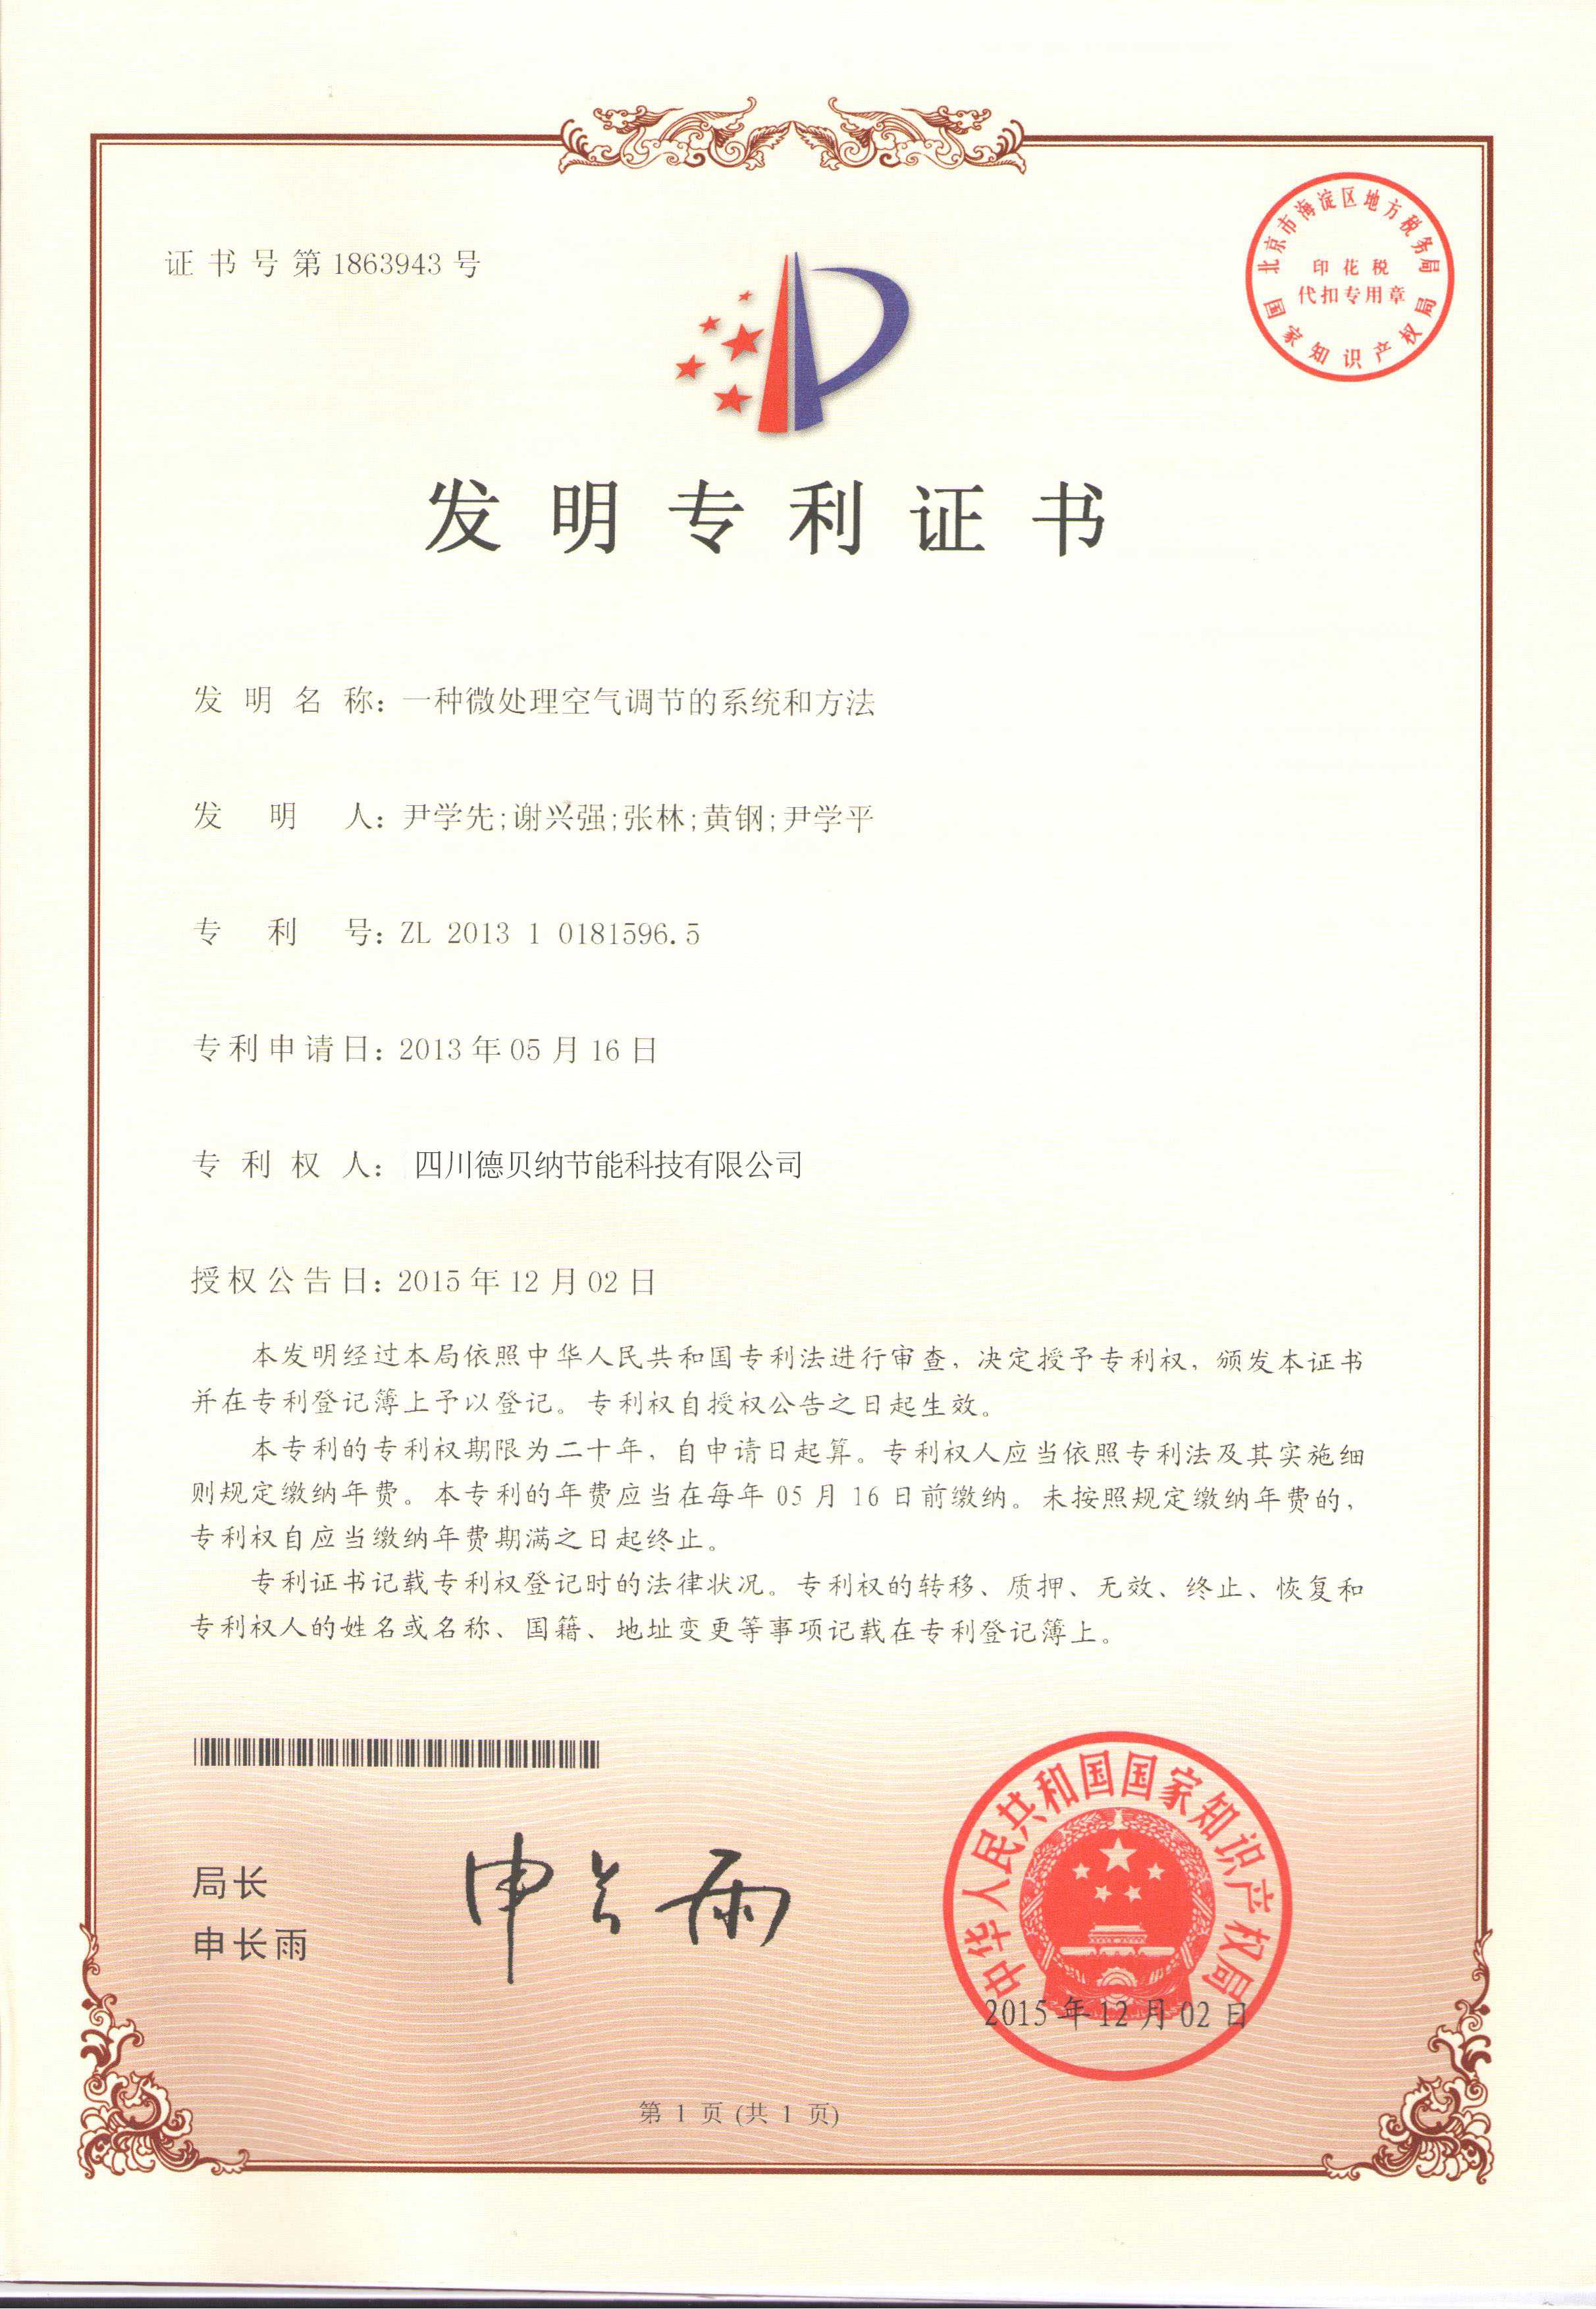 证书号第1863943号
北京市海淀区地方税务局
印花税
代扣专用章
国家知识产权局
发明专利证书
发明名称：一种微处理空气调节的系统和方法
发明人：尹学先;谢兴强;张林;黄钢;尹学平
专利号：ZL 2013 1 0181596.5
专利申请日：2013年05月16日
专利权人：四川德贝纳节能科技有限公司
授权公告日：2015年12月02日
本发明经过本局依照中华人民共和国专利法进行审查，决定授予专利权，颁发本证书
并在专利登记簿上予以登记。专利权自授权公告之日起生效。
本专利的专利权期限为二十年，自申请日起算。专利权人应当依照专利法及其实施细
则规定缴纳年费。本专利的年费应当在每年05月16日前缴纳。未按照规定缴纳年费的，
专利权自应当缴纳年费期满之日起终止。
专利证书记载专利权登记时的法律状况。专利权的转移、质押、无效、终止、恢复和
专利权人的姓名或名称、国籍、地址变更等事项记载在专利登记簿上。
局长
申长雨
申长雨
中华人民共和国国家知识产权局
2015年12月02日
第1页(共1页)